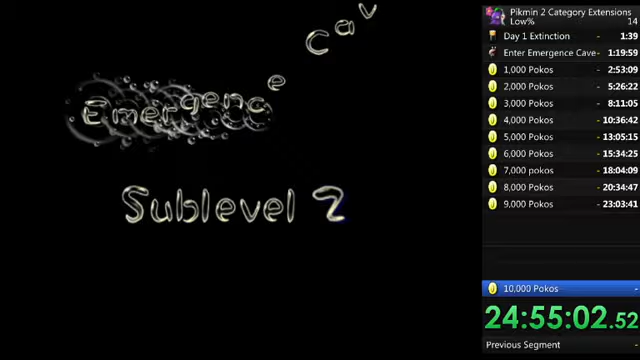 Emergence Cav
Sublevel 2
Pikmin 2 Category Extensions
Low% 14
Day 1 Extinction - 1:39
Enter Emergence Cave - 1:19:59
1,000 Pokos - 2:53:09
2,000 Pokos - 5:26:22
3,000 Pokos - 8:11:05
4,000 Pokos - 10:36:42
5,000 Pokos - 13:05:15
6,000 Pokos - 15:34:25
7,000 pokos - 18:04:09
8,000 Pokos - 20:34:47
9,000 Pokos - 23:03:41
10,000 Pokos -
24:55:02.52
Previous Segment -